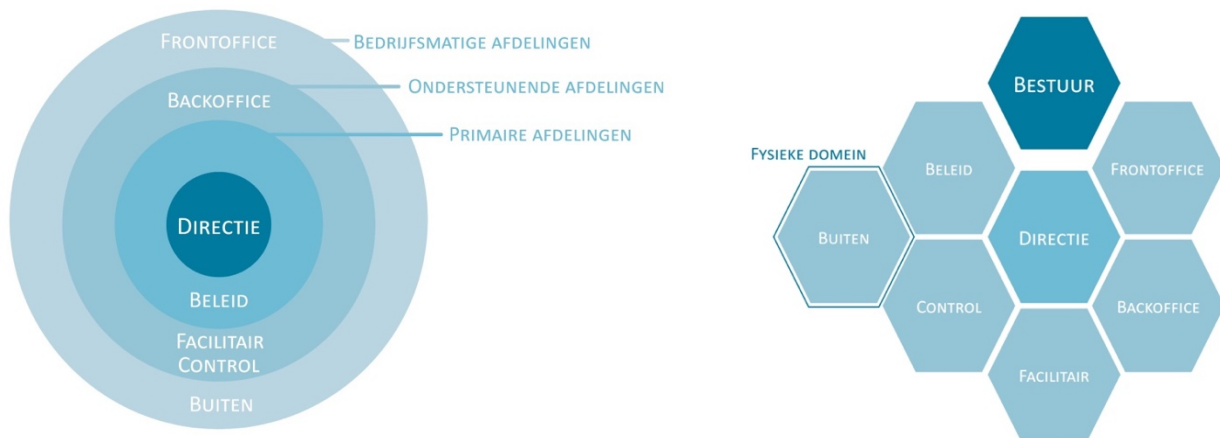 FRONTOFFICE
BEDRIJFSMATIGE AFDELINGEN
ONDERSTEUNENDE AFDELINGEN
BACKOFFICE
PRIMAIRE AFDELINGEN
DIRECTIE
BELEID
FACILITAIR
CONTROL
BUITEN
BESTUUR
FYSIEKE DOMEIN
BELEID
FRONTOFFICE
BUITEN
DIRECTIE
CONTROL
BACKOFFICE
FACILITAIR